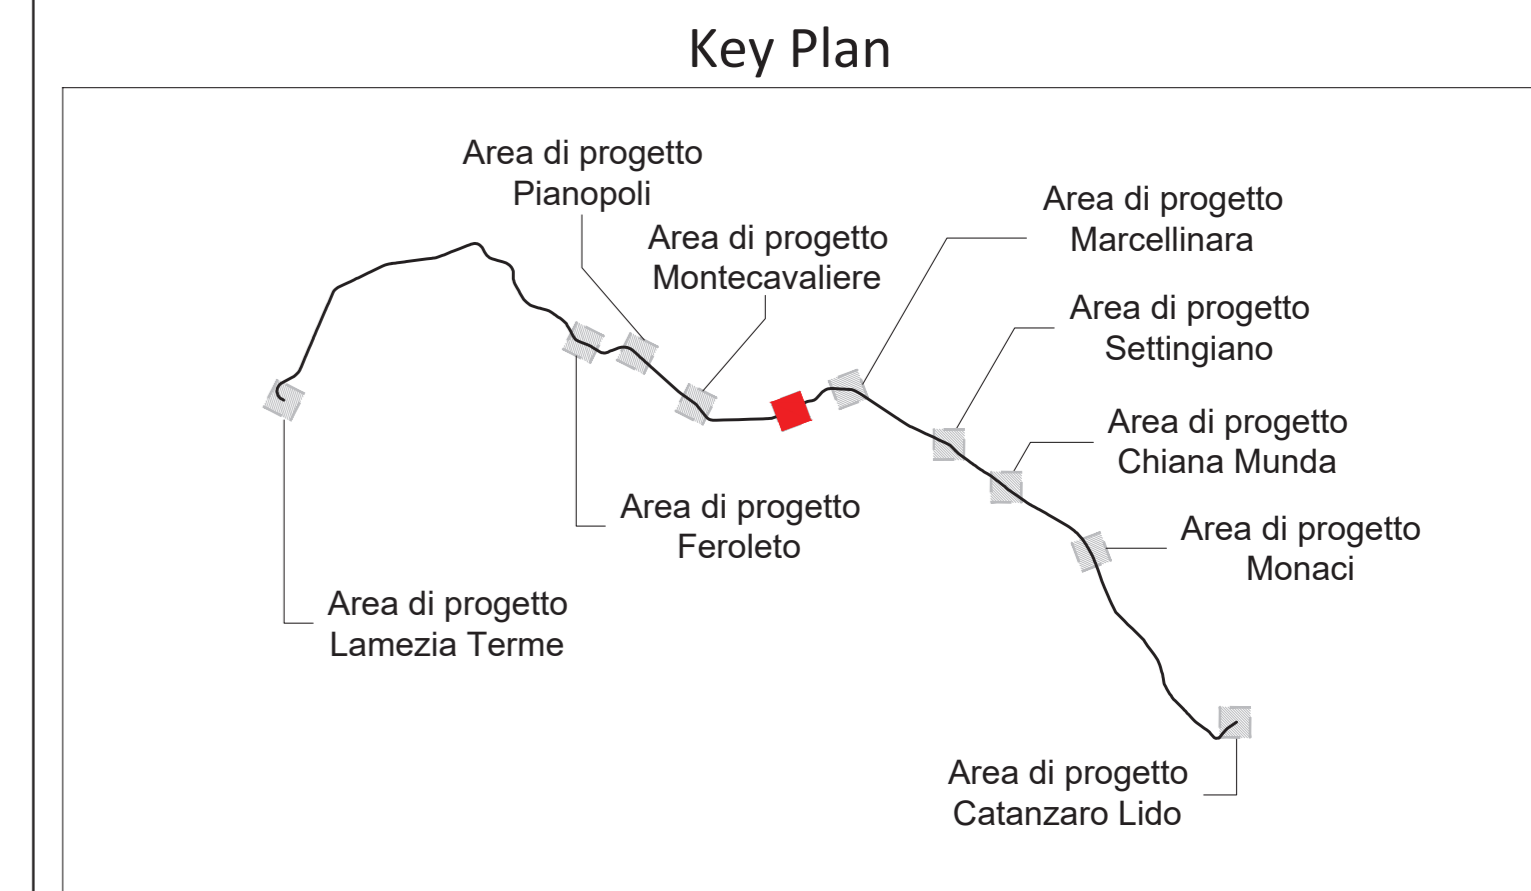 Key Plan
Area di progetto
Pianopoli
Area di progetto
Montecavaliere
Area di progetto
Marcellinara
Area di progetto
Settingiano
Area di progetto
Chiana Munda
Area di progetto
Feroleto
Area di progetto
Monaci
Area di progetto
Lamezia Terme
Area di progetto
Catanzaro Lido